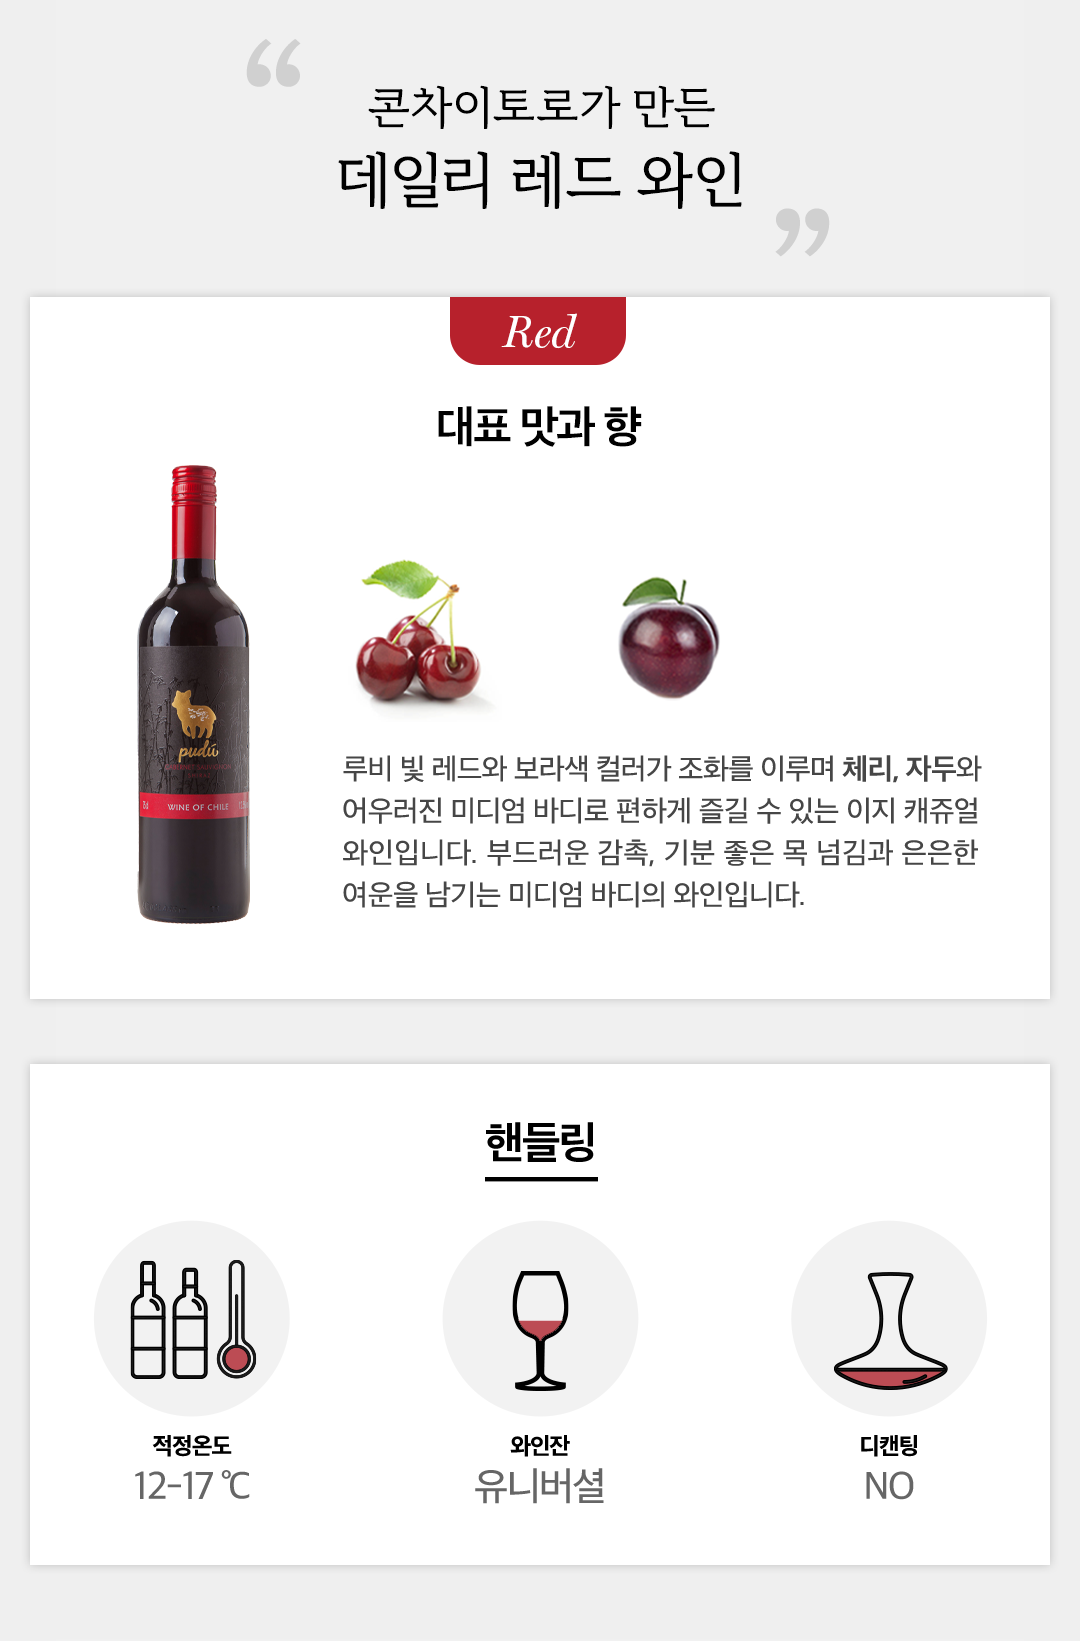 “
콘차이토로가 만든
데일리 레드 와인
”
Red
대표 맛과 향
pudú
WINE OF CHILE
루비 빛 레드와 보라색 컬러가 조화를 이루며 체리, 자두와
어우러진 미디엄 바디로 편하게 즐길 수 있는 이지 캐쥬얼
와인입니다. 부드러운 감촉, 기분 좋은 목 넘김과 은은한
여운을 남기는 미디엄 바디의 와인입니다.
핸들링
적정온도
12-17 ℃
와인잔
유니버셜
디캔팅
NO